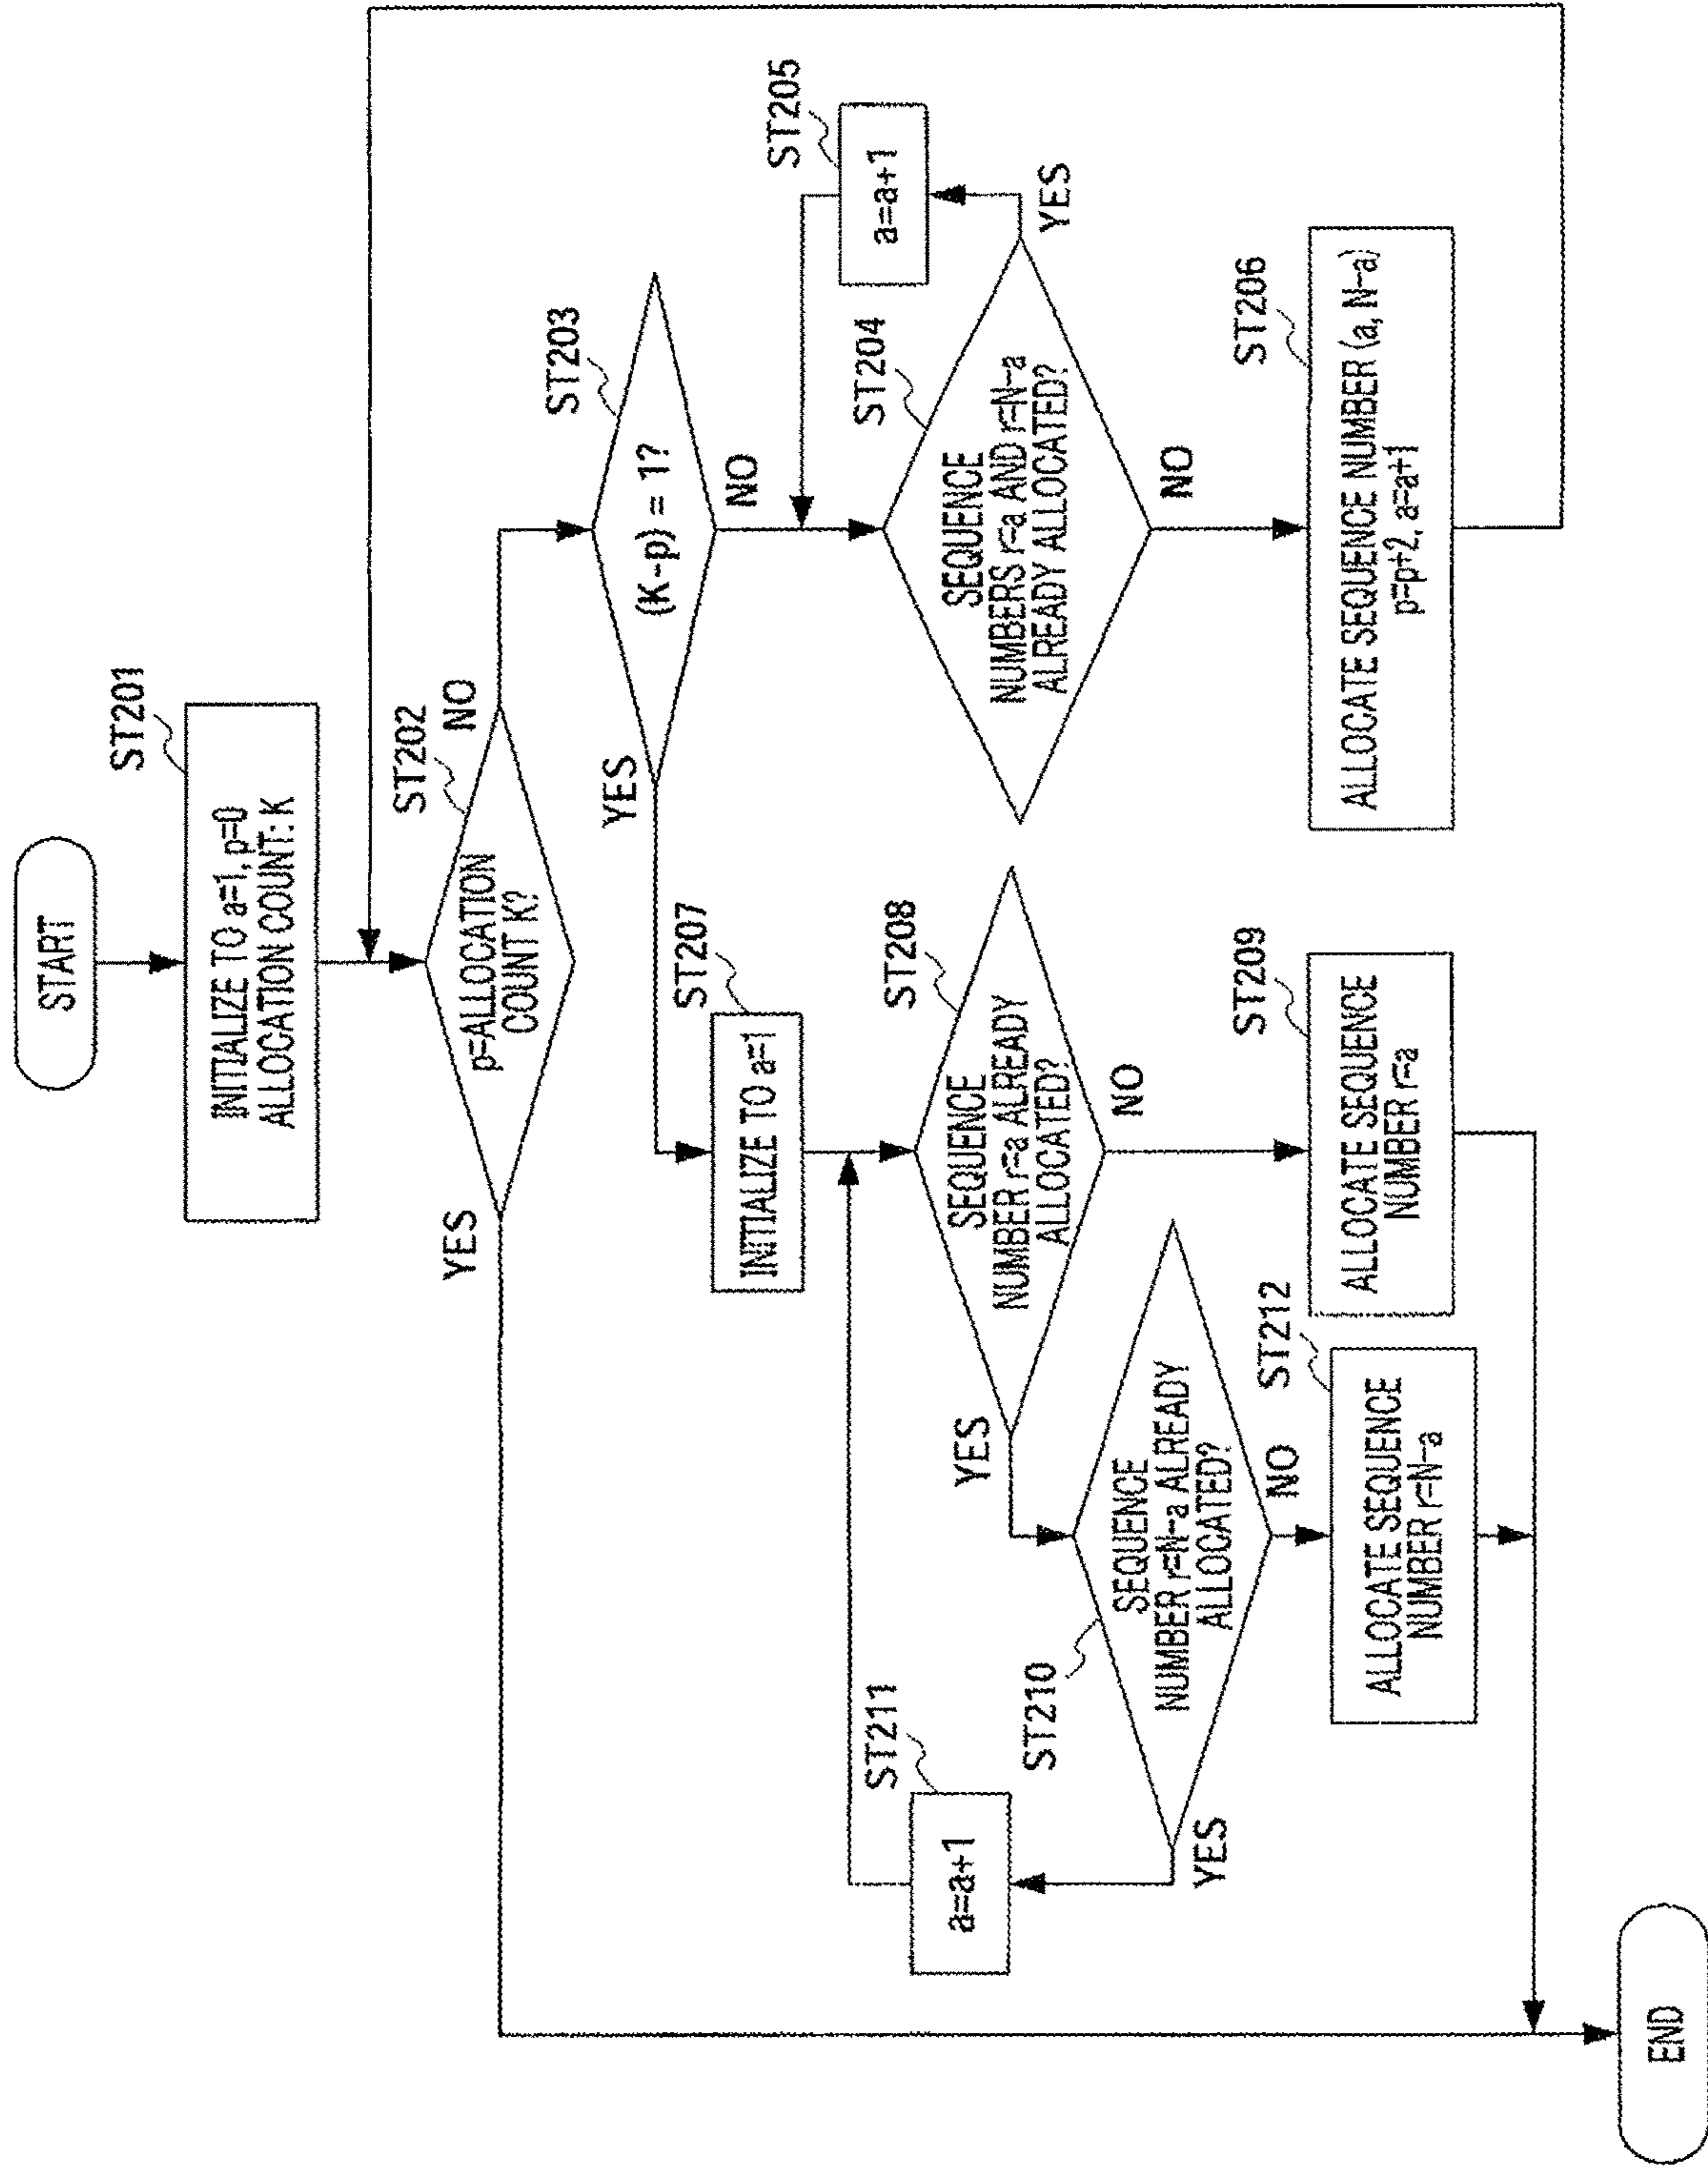 START
ST201
INITIALIZE TO a=1, p=0
ALLOCATION COUNT: K
ST202
p=ALLOCATION
COUNT K?
YES
NO
ST203
(K-p) = 1?
YES
NO
ST204
SEQUENCE
NUMBERS r=a AND r=N-a
ALREADY ALLOCATED?
YES
NO
ST205
a=a+1
ST206
ALLOCATE SEQUENCE NUMBER (a, N-a)
p=p+2, a=a+1
ST207
INITIALIZE TO a=1
ST208
SEQUENCE
NUMBER r=a ALREADY
ALLOCATED?
YES
NO
ST209
ALLOCATE SEQUENCE
NUMBER r=a
ST210
SEQUENCE
NUMBER r=N-a ALREADY
ALLOCATED?
YES
NO
ST211
a=a+1
ST212
ALLOCATE SEQUENCE
NUMBER r=N-a
END